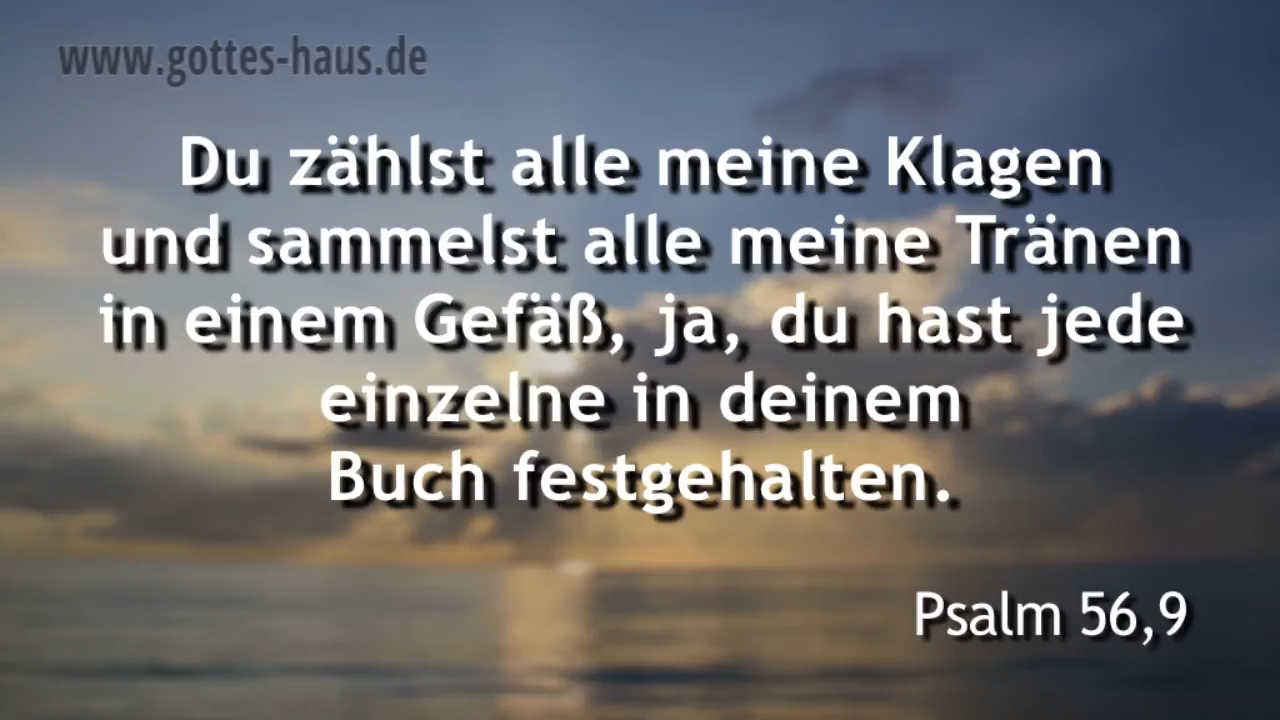 www.gottes-haus.de
Du zählst alle meine Klagen
und sammelst alle meine Tränen
in einem Gefäß, ja, du hast jede
einzelne in deinem
Buch festgehalten.
Psalm 56,9